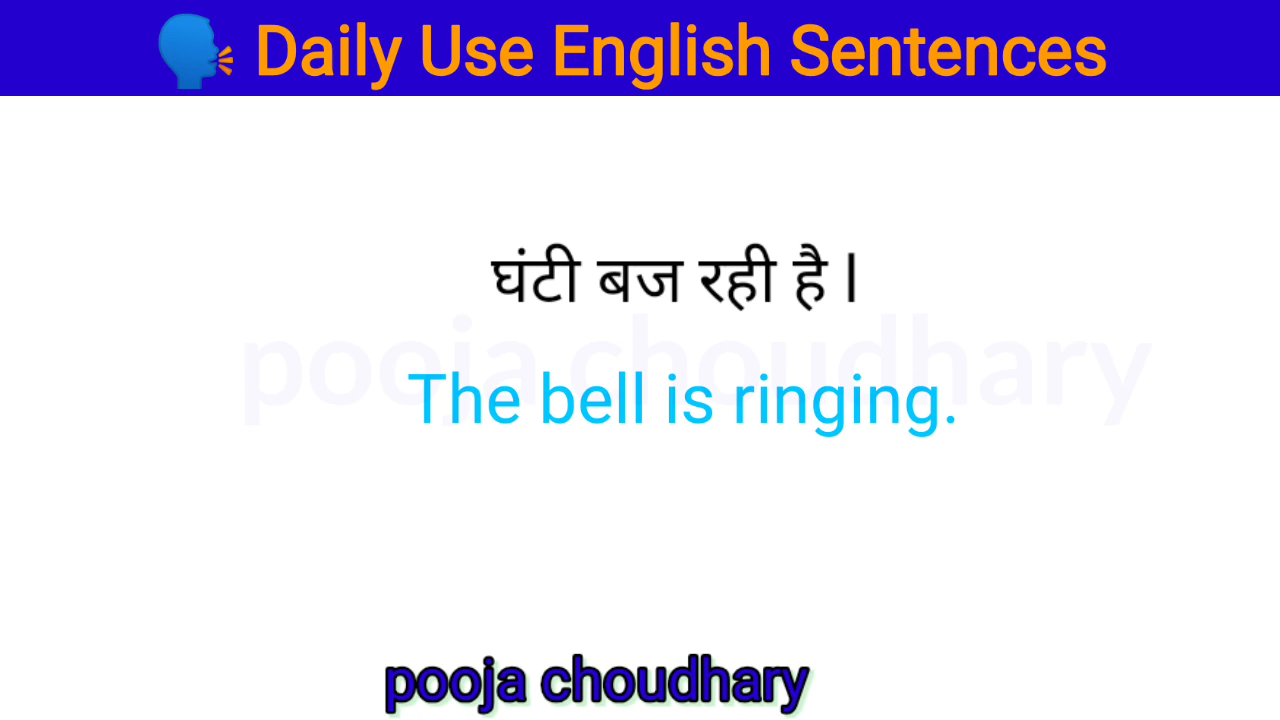 🗣️ Daily Use English Sentences
घंटी बज रही है l
pooja choudhary
The bell is ringing.
pooja choudhary